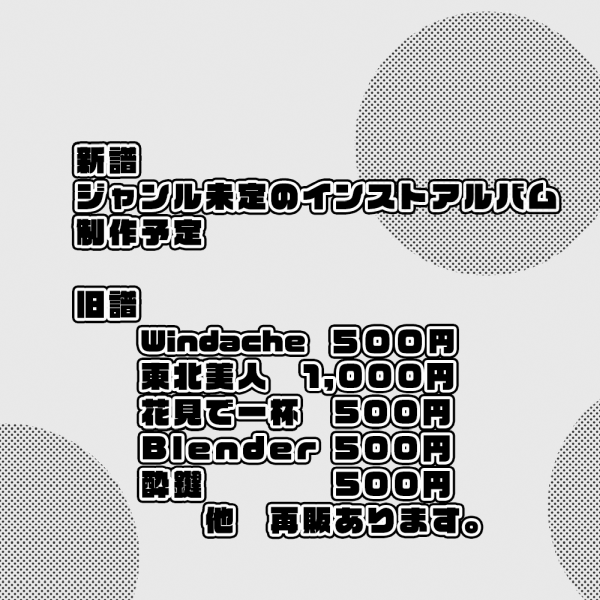 新譜
ジャンル未定のインストアルバム
制作予定
旧譜
Windache 500円
東北美人 1,000円
花見で一杯 500円
Blender 500円
酔鍵 500円
他 再販あります。